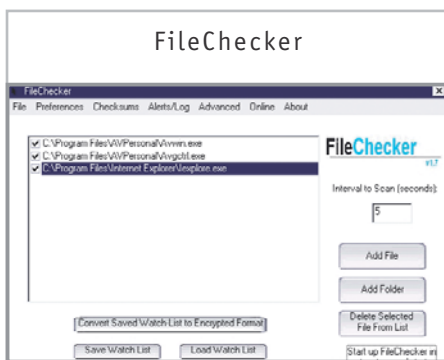 FileChecker
FileChecker
File Preferences Checksums Alerts/Log Advanced Online About
C:\Program Files\AVPersonal\Avwin.exe
C:\Program Files\AVPersonal\Avgctrl.exe
C:\Program Files\Internet Explorer\Iexplore.exe
FileChecker
v1.7
Interval to Scan (seconds):
5
Add File
Add Folder
Delete Selected
File From List
Convert Saved Watch List to Encrypted Format
Save Watch List
Load Watch List
Start up FileChecker in